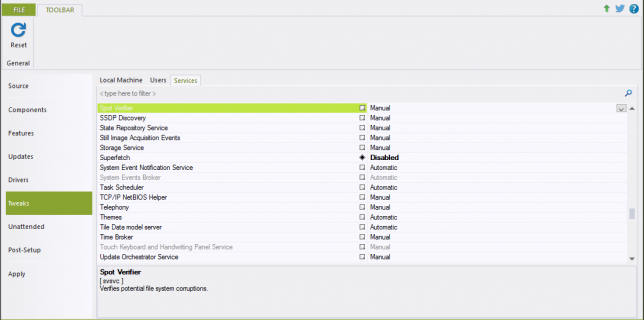 FILE TOOLBAR
Reset
General
Source
Components
Features
Updates
Drivers
Tweaks
Unattended
Post-Setup
Apply
Local Machine Users Services
< type here to filter >
Spot Verifier Manual
SSDP Discovery Manual
State Repository Service Manual
Still Image Acquisition Events Manual
Storage Service Manual
Superfetch Disabled
System Event Notification Service Automatic
System Events Broker Automatic
Task Scheduler Automatic
TCP/IP NetBIOS Helper Manual
Telephony Manual
Themes Automatic
Tile Data model server Automatic
Time Broker Manual
Touch Keyboard and Handwriting Panel Service Manual
Update Orchestrator Service Manual
Spot Verifier
[ svsvc ]
Verifies potential file system corruptions.